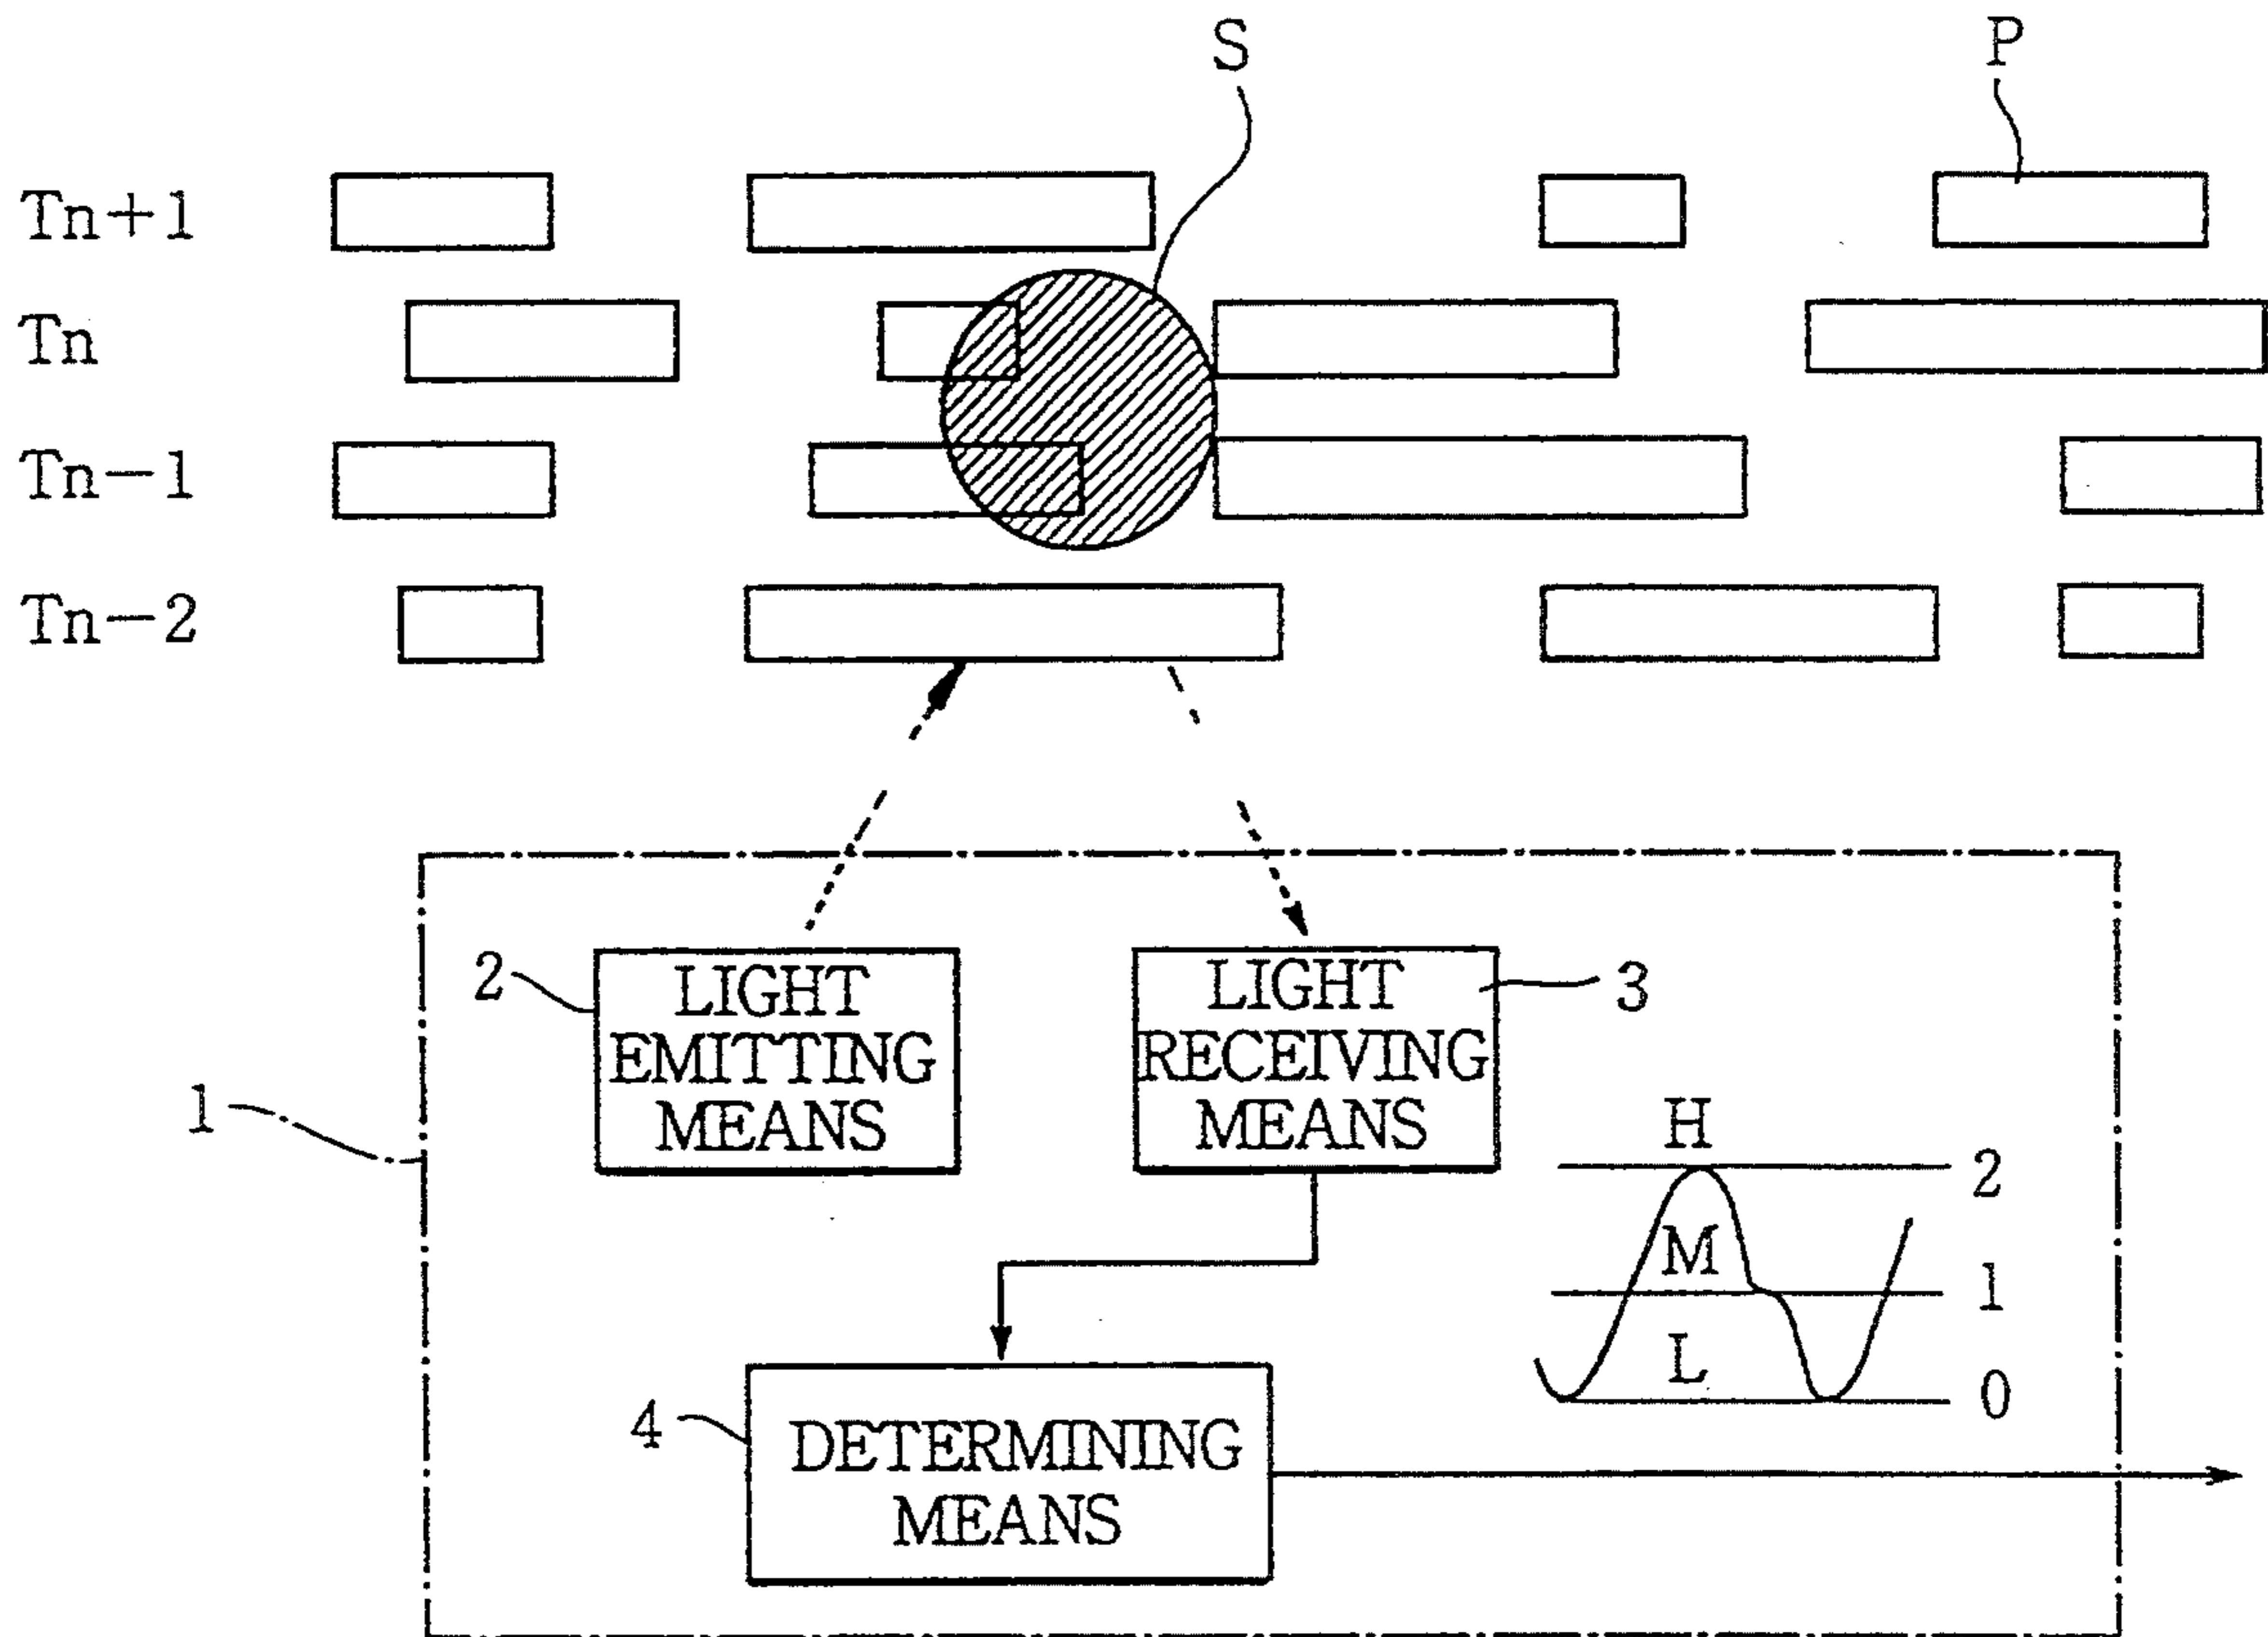 S
P
Tn+1
Tn
Tn-1
Tn-2
2
LIGHT
EMITTING
MEANS
LIGHT
RECEIVING
MEANS
3
1
H
2
M
1
L
0
4
DETERMINING
MEANS